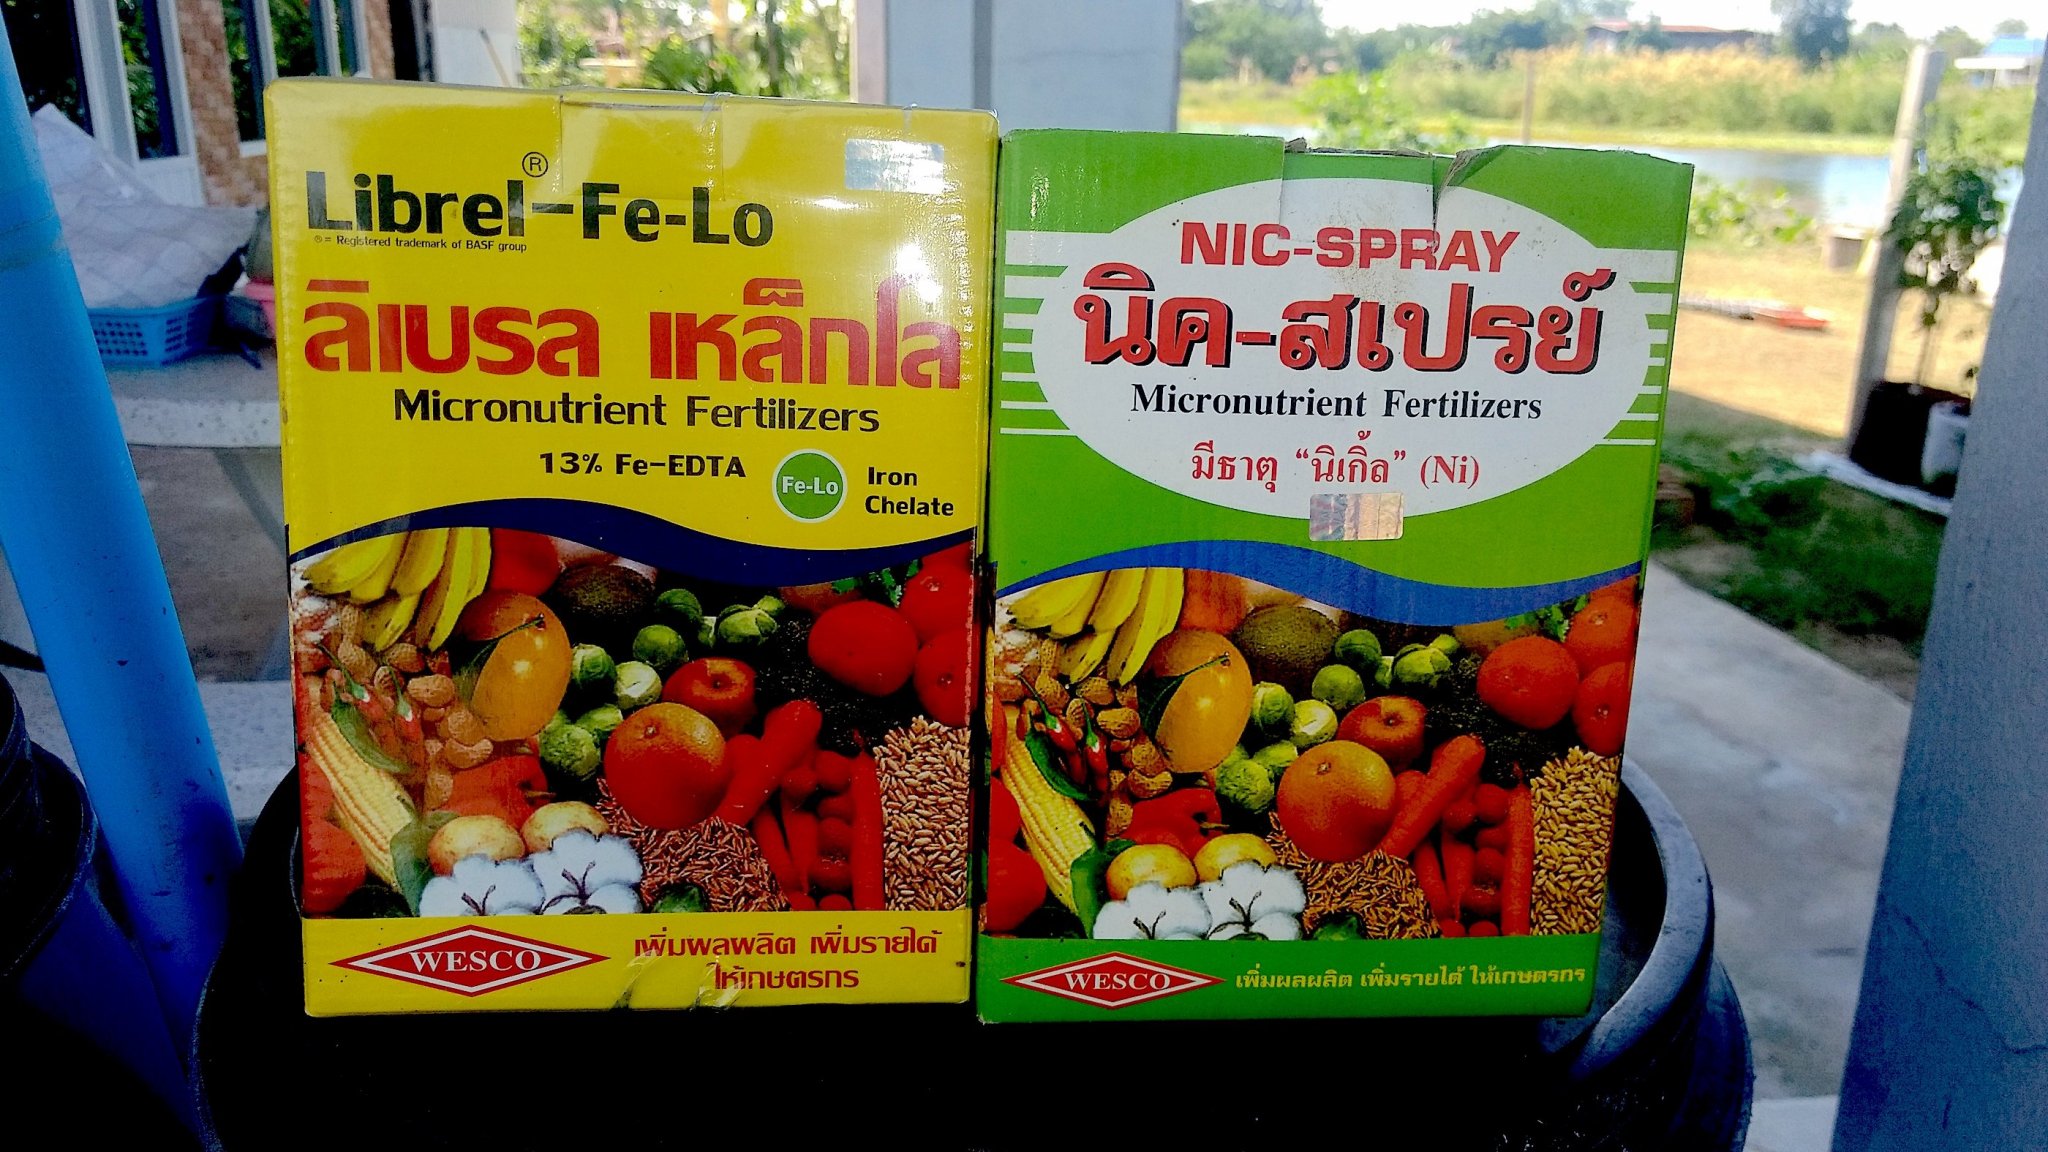 Librel®-Fe-Lo
® = Registered trademark of BASF group
ลิเบรล เหล็กโล
Micronutrient Fertilizers
13% Fe-EDTA
Fe-Lo
Iron
Chelate
WESCO
เพิ่มผลผลิต เพิ่มรายได้
ให้เกษตรกร
NIC-SPRAY
นิค-สเปรย์
Micronutrient Fertilizers
มีธาตุ “นิเกิ้ล” (Ni)
WESCO
เพิ่มผลผลิต เพิ่มรายได้ ให้เกษตรกร